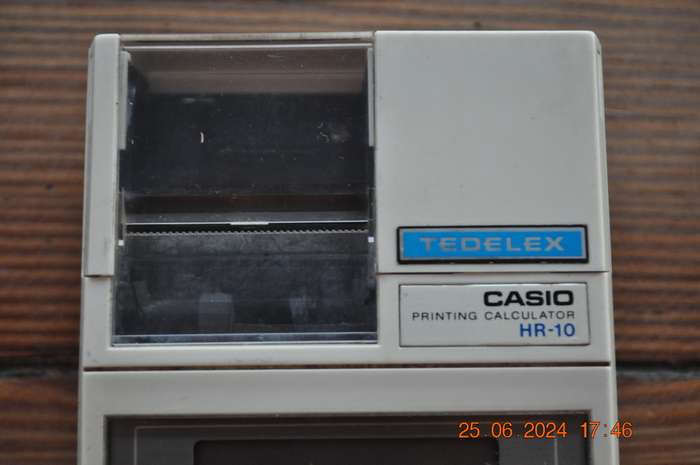 TEDELEX
CASIO
PRINTING CALCULATOR
HR-10
25.06.2024 17:46